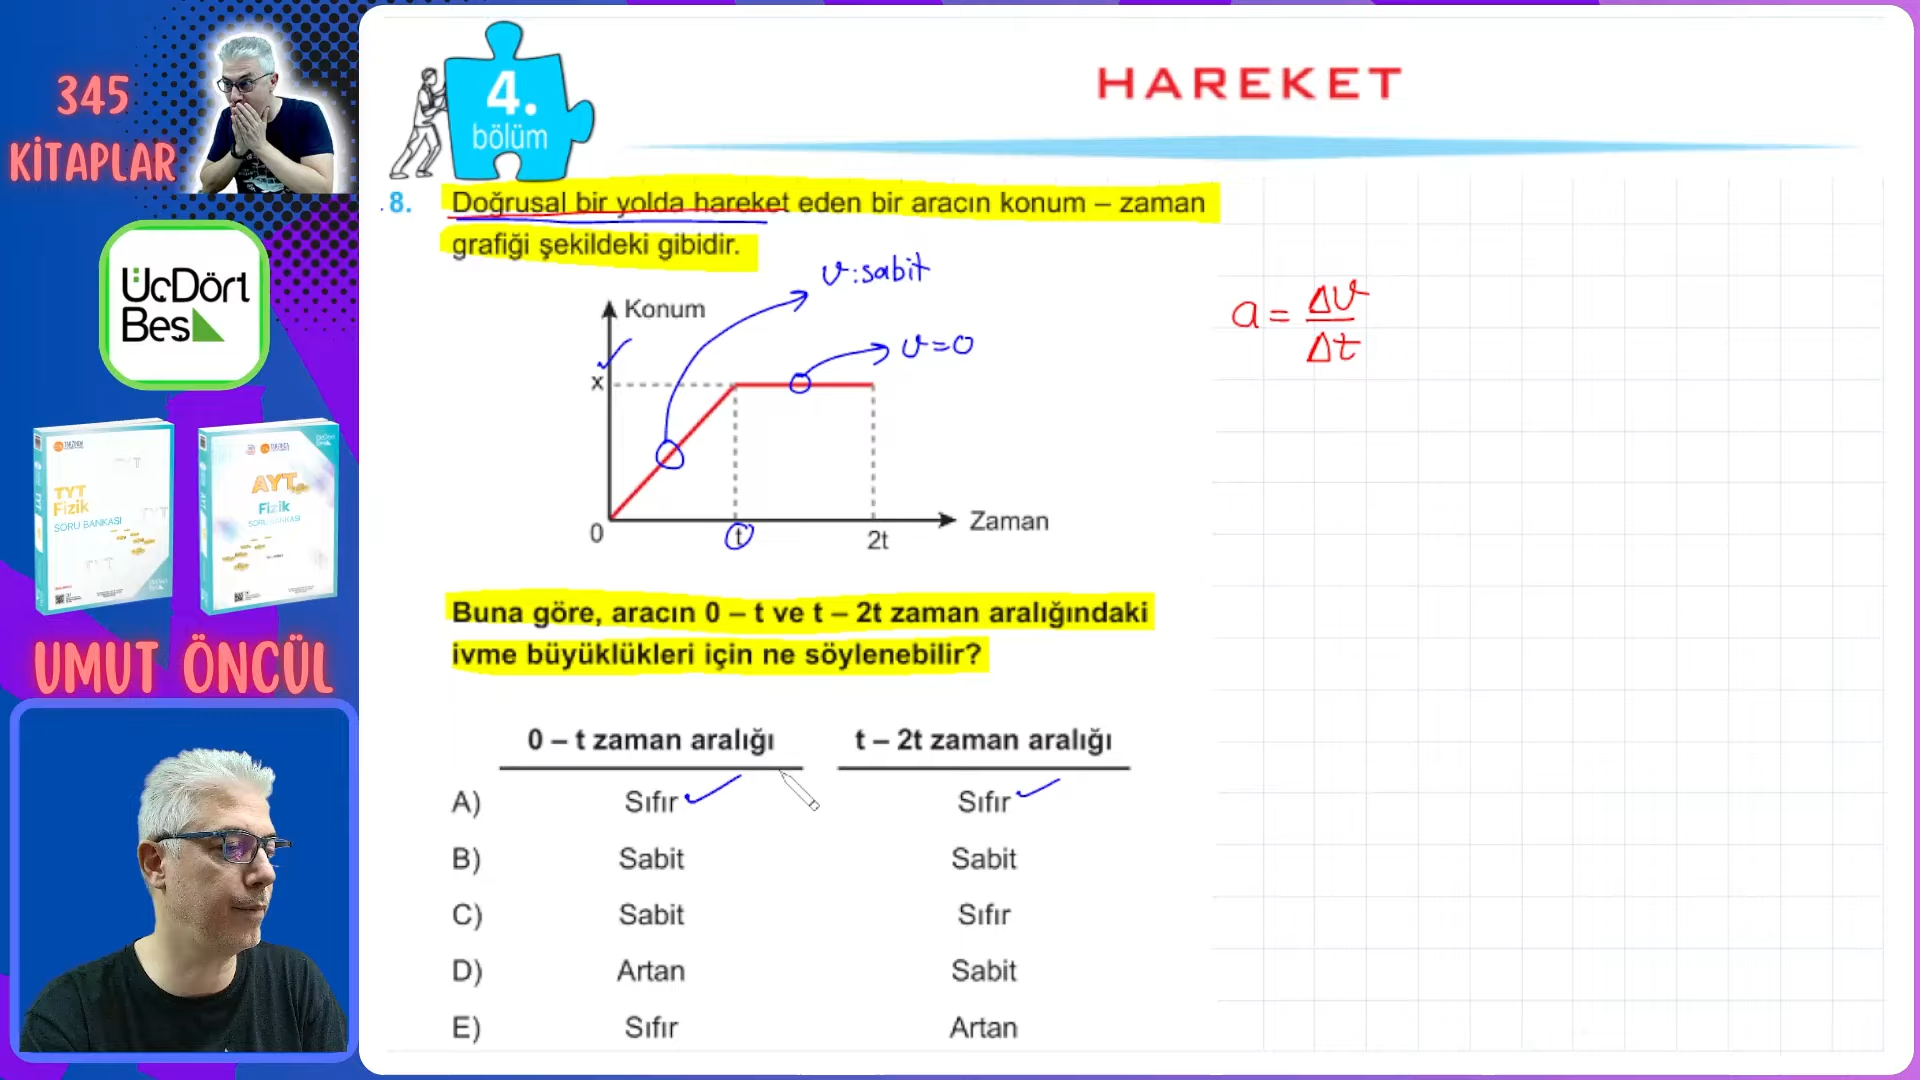 345
KİTAPLAR
ÜçDört
Beş
TYT
Fizik
SORU BANKASI
AYT
Fizik
SORU BANKASI
UMUT ÖNCÜL
4.
bölüm
HAREKET
8. Doğrusal bir yolda hareket eden bir aracın konum – zaman
grafiği şekildeki gibidir.
v:sabit
Konum
v=0
x
0
t
2t
Zaman
a = Δv
Δt
Buna göre, aracın 0 – t ve t – 2t zaman aralığındaki
ivme büyüklükleri için ne söylenebilir?
0 – t zaman aralığı t – 2t zaman aralığı
A) Sıfır Sıfır
B) Sabit Sabit
C) Sabit Sıfır
D) Artan Sabit
E) Sıfır Artan